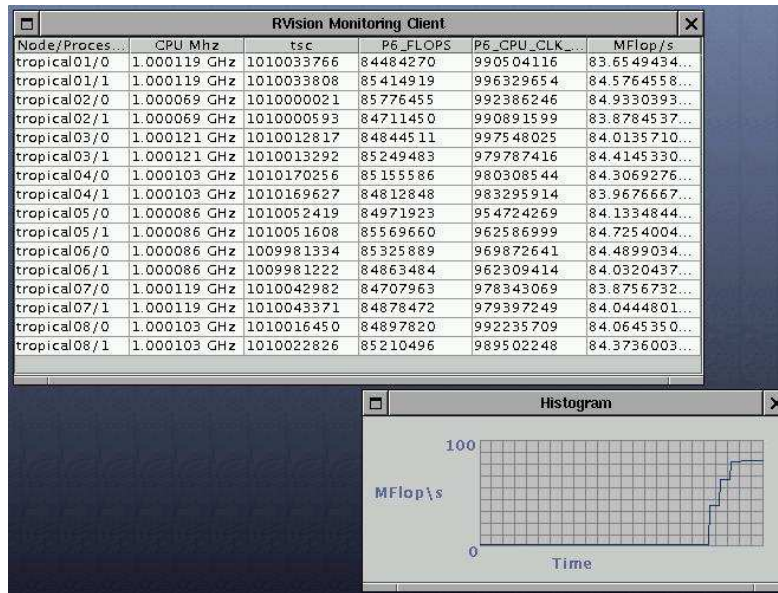 RVision Monitoring Client
Node/Proces... CPU Mhz tsc P6_FLOPS P6_CPU_CLK_... MFlop/s
tropical01/0 1.000119 GHz 1010033766 84484270 990504116 83.6549434...
tropical01/1 1.000119 GHz 1010033808 85414919 996329654 84.5764558...
tropical02/0 1.000069 GHz 1010000021 85776455 992386246 84.9330393...
tropical02/1 1.000069 GHz 1010000593 84711450 990891599 83.8784537...
tropical03/0 1.000121 GHz 1010012817 84844511 997548025 84.0135710...
tropical03/1 1.000121 GHz 1010013292 85249483 979787416 84.4145330...
tropical04/0 1.000103 GHz 1010170256 85155586 980308544 84.3069276...
tropical04/1 1.000103 GHz 1010169627 84812848 983295914 83.9676667...
tropical05/0 1.000086 GHz 1010052419 84971923 954724269 84.1334844...
tropical05/1 1.000086 GHz 1010051608 85569660 962586999 84.7254004...
tropical06/0 1.000086 GHz 1009981334 85325889 969872641 84.4899034...
tropical06/1 1.000086 GHz 1009981222 84863484 962309414 84.0320437...
tropical07/0 1.000119 GHz 1010042982 84707963 978343069 83.8756732...
tropical07/1 1.000119 GHz 1010043371 84878472 979397249 84.0444801...
tropical08/0 1.000103 GHz 1010016450 84897820 992235709 84.0645350...
tropical08/1 1.000103 GHz 1010022826 85210496 989502248 84.3736003...
Histogram
100
MFlop\s
0
Time